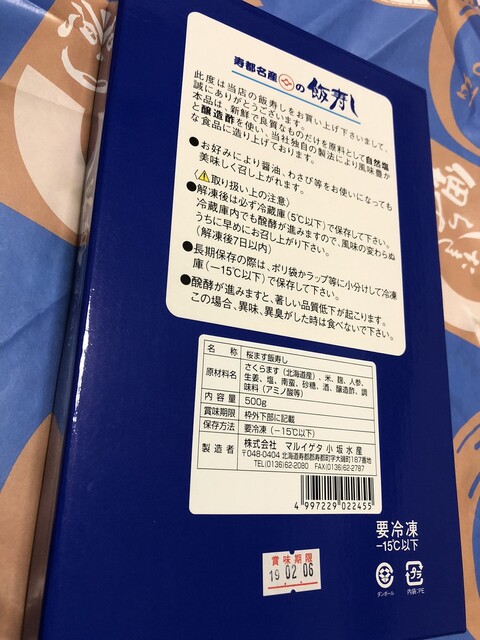 寿都名産の飯寿し
此度は当店の飯寿しをお買い上げ下さいまして、
誠にありがとうございます。
本品は、新鮮で良質なものだけを原料として自然塩
と醸造酢を使い、当社独自の製法により風味豊か
な食品に造り上げております。
●お好みにより醤油、わさび等をお使いになっても
美味しく召し上がれます。
〈⚠取り扱い上の注意〉
●解凍後は必ず冷蔵庫(5℃以下)で保存して下さい。
冷蔵庫内でも醗酵が進みますので、風味の変わらぬ
うちに早めにお召し上がり下さい。
(解凍後7日以内)
●長期保存の際は、ポリ袋かラップ等に小分けして冷凍
庫(-15℃以下)で保存して下さい。
●醗酵が進みますと、著しい品質低下が起こります。
この場合、異味、異臭がした時は食べないで下さい。
名称 桜ます飯寿し
原材料名 さくらます(北海道産)、米、麹、人参、
生姜、塩、南蛮、砂糖、酒、醸造酢、調
味料(アミノ酸等)
内容量 500g
賞味期限 枠外下部に記載
保存方法 要冷凍(-15℃以下)
製造者 株式会社 マルイゲタ小坂水産
〒048-0404 北海道寿都郡寿都町字大磯町187番地
TEL(0136)62-2080 FAX(0136)62-2787
4997229022455
要冷凍
-15℃以下
賞味期限
19.02.06
ダンボール
プラ
内袋:PE